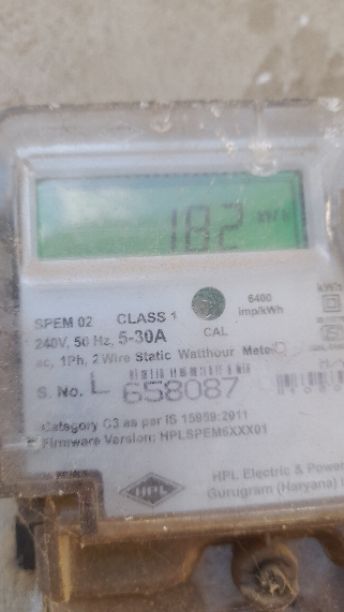 182 kWh
kWh
SPEM 02 CLASS 1
6400
imp/kWh
CAL
240V, 50 Hz, 5-30A
ac, 1Ph, 2 Wire Static Watthour Meter
S. No. L 658087
Category C3 as per IS 15959:2011
Firmware Version: HPLSPEM6XXX01
HPL
HPL Electric & Power
Gurugram (Haryana)